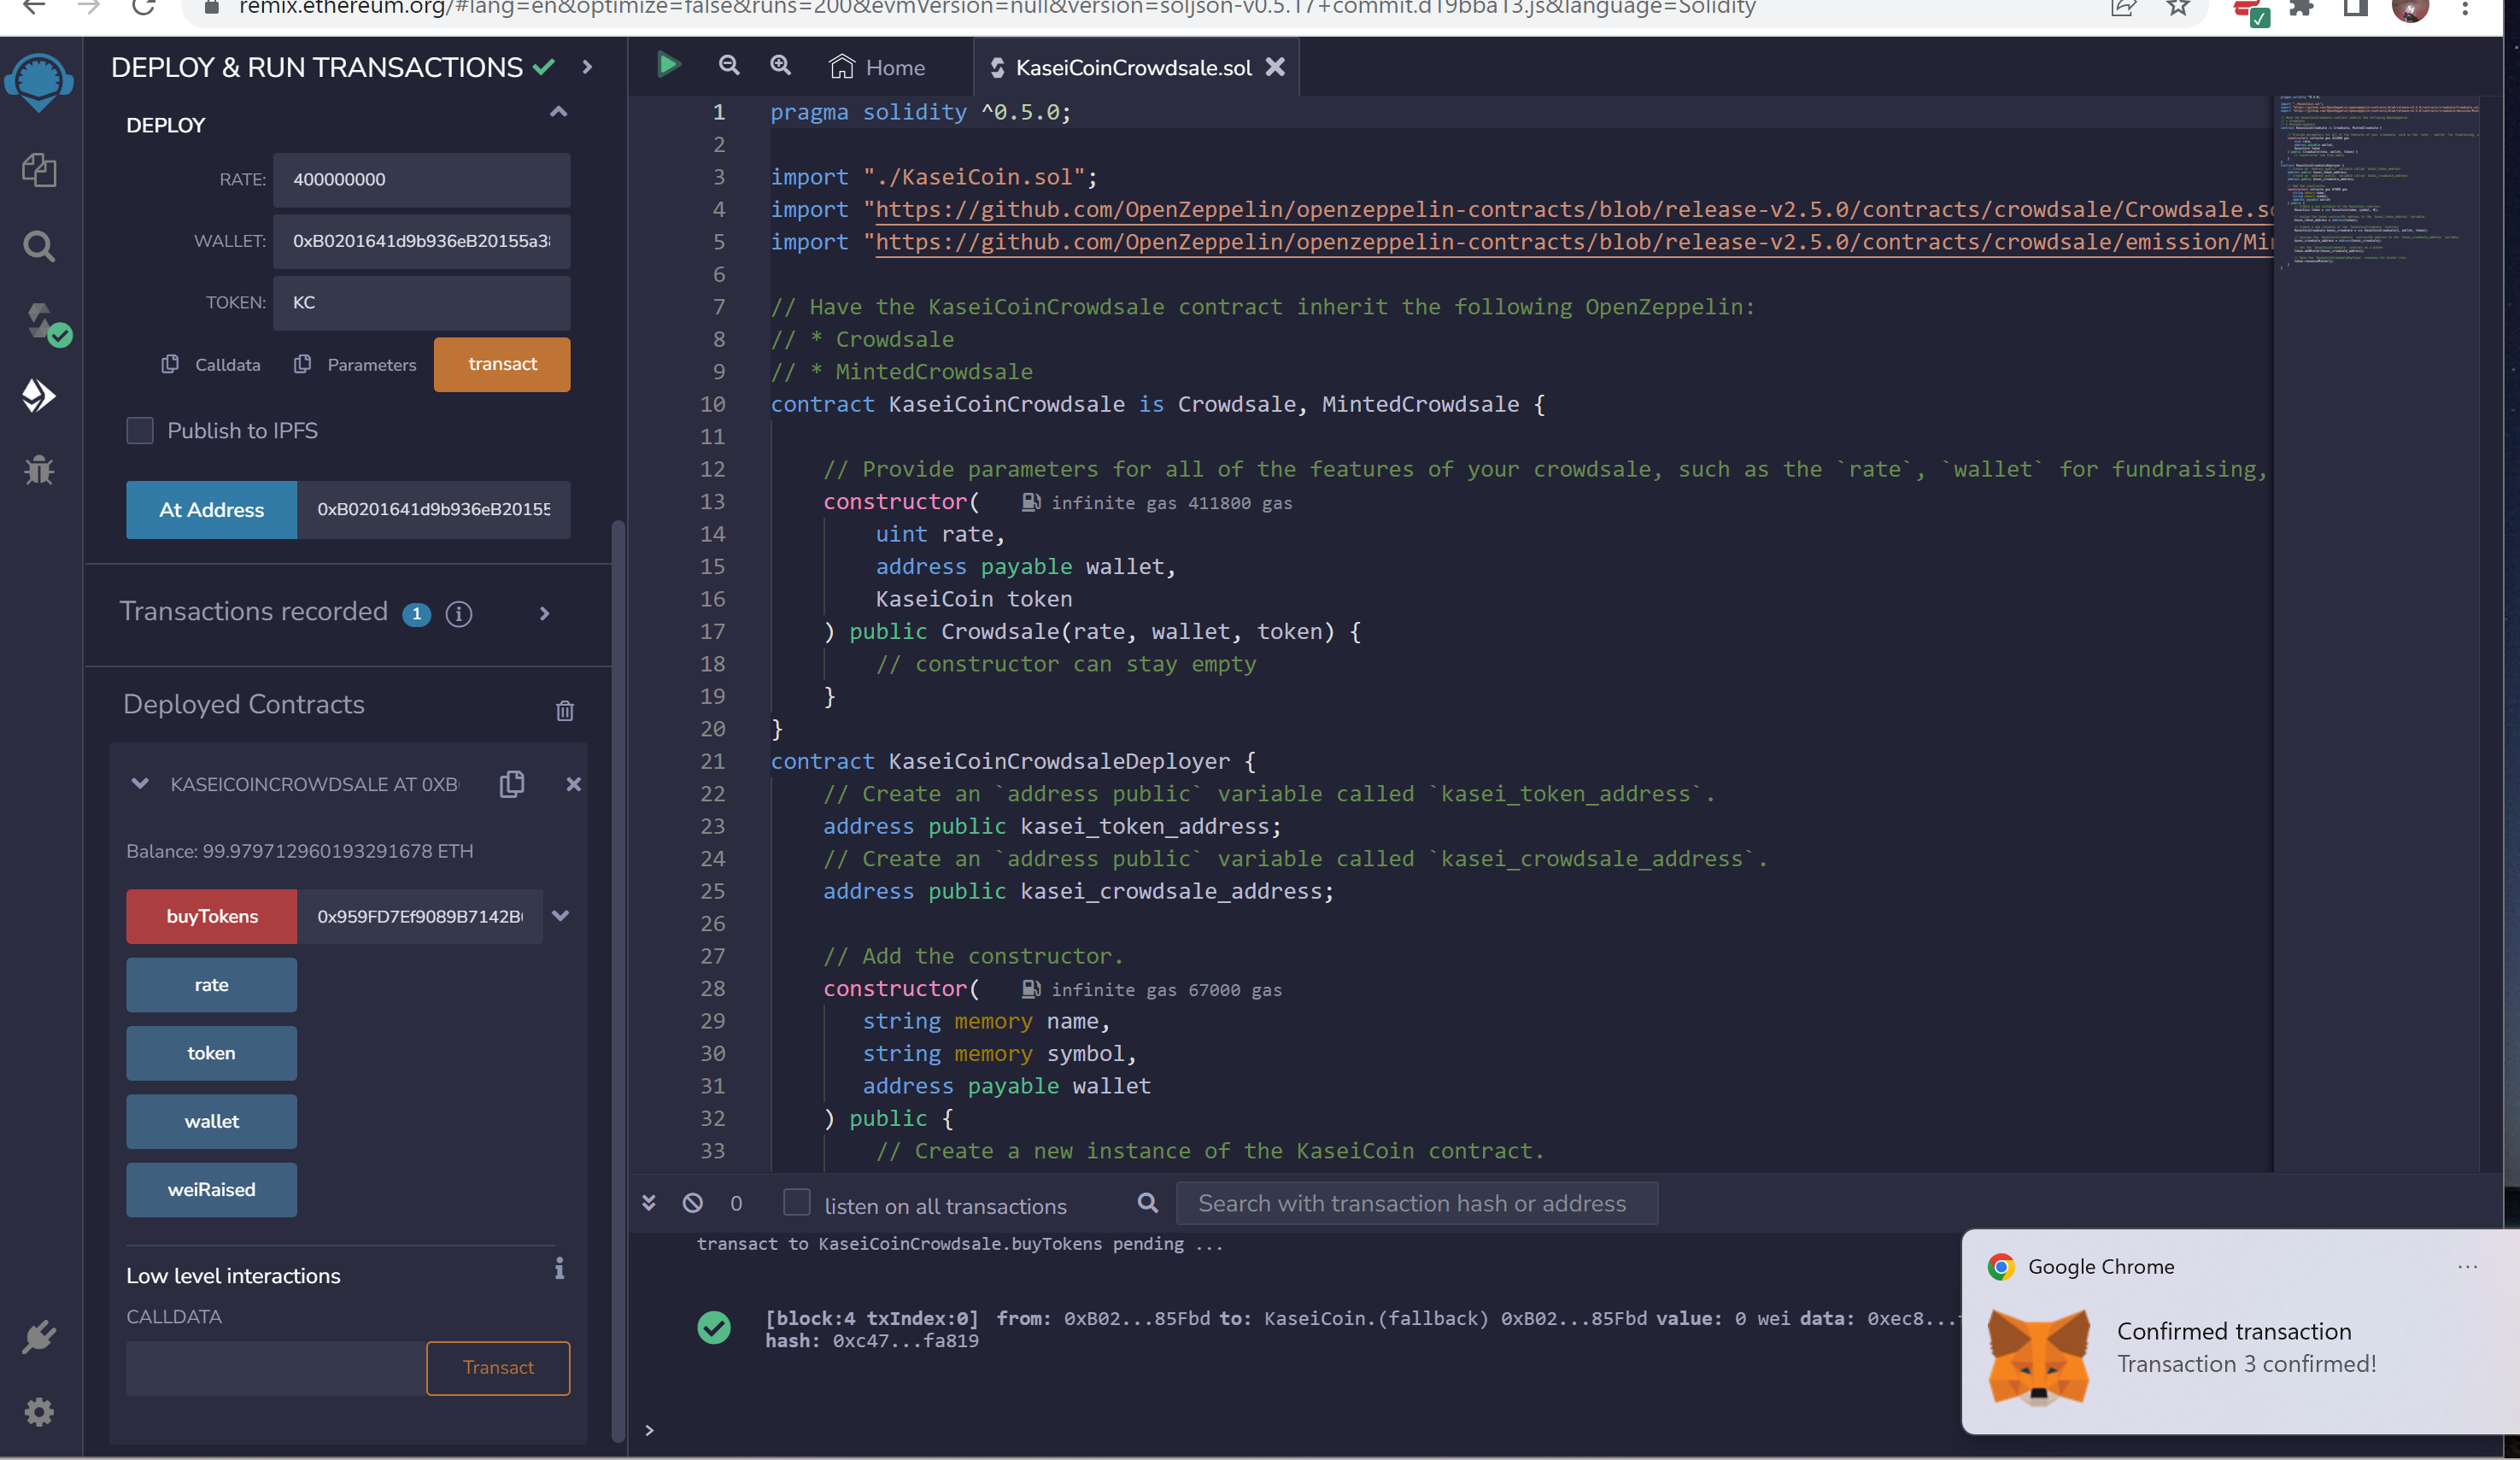 remix.ethereum.org/#lang=en&optimize=false&runs=200&evmVersion=null&version=soljson-v0.5.17+commit.d19bba13.js&language=Solidity
DEPLOY & RUN TRANSACTIONS
DEPLOY
RATE: 400000000
WALLET: 0xB0201641d9b936eB20155a3
TOKEN: KC
Calldata Parameters transact
Publish to IPFS
At Address 0xB0201641d9b936eB20155
Transactions recorded 1 i
Deployed Contracts
KASEICOINCROWDSALE AT 0XB
Balance: 99.979712960193291678 ETH
buyTokens 0x959FD7Ef9089B7142B
rate
token
wallet
weiRaised
Low level interactions i
CALLDATA
Transact
Home KaseiCoinCrowdsale.sol
1 pragma solidity ^0.5.0;
2
3 import "./KaseiCoin.sol";
4 import "https://github.com/OpenZeppelin/openzeppelin-contracts/blob/release-v2.5.0/contracts/crowdsale/Crowdsale.s
5 import "https://github.com/OpenZeppelin/openzeppelin-contracts/blob/release-v2.5.0/contracts/crowdsale/emission/Mi
6
7 // Have the KaseiCoinCrowdsale contract inherit the following OpenZeppelin:
8 // * Crowdsale
9 // * MintedCrowdsale
10 contract KaseiCoinCrowdsale is Crowdsale, MintedCrowdsale {
11
12 // Provide parameters for all of the features of your crowdsale, such as the `rate`, `wallet` for fundraising,
13 constructor( infinite gas 411800 gas
14 uint rate,
15 address payable wallet,
16 KaseiCoin token
17 ) public Crowdsale(rate, wallet, token) {
18 // constructor can stay empty
19 }
20 }
21 contract KaseiCoinCrowdsaleDeployer {
22 // Create an `address public` variable called `kasei_token_address`.
23 address public kasei_token_address;
24 // Create an `address public` variable called `kasei_crowdsale_address`.
25 address public kasei_crowdsale_address;
26
27 // Add the constructor.
28 constructor( infinite gas 67000 gas
29 string memory name,
30 string memory symbol,
31 address payable wallet
32 ) public {
33 // Create a new instance of the KaseiCoin contract.
0 listen on all transactions Search with transaction hash or address
transact to KaseiCoinCrowdsale.buyTokens pending ...
[block:4 txIndex:0] from: 0xB02...85Fbd to: KaseiCoin.(fallback) 0xB02...85Fbd value: 0 wei data: 0xec8...
hash: 0xc47...fa819
>
Google Chrome ...
Confirmed transaction
Transaction 3 confirmed!